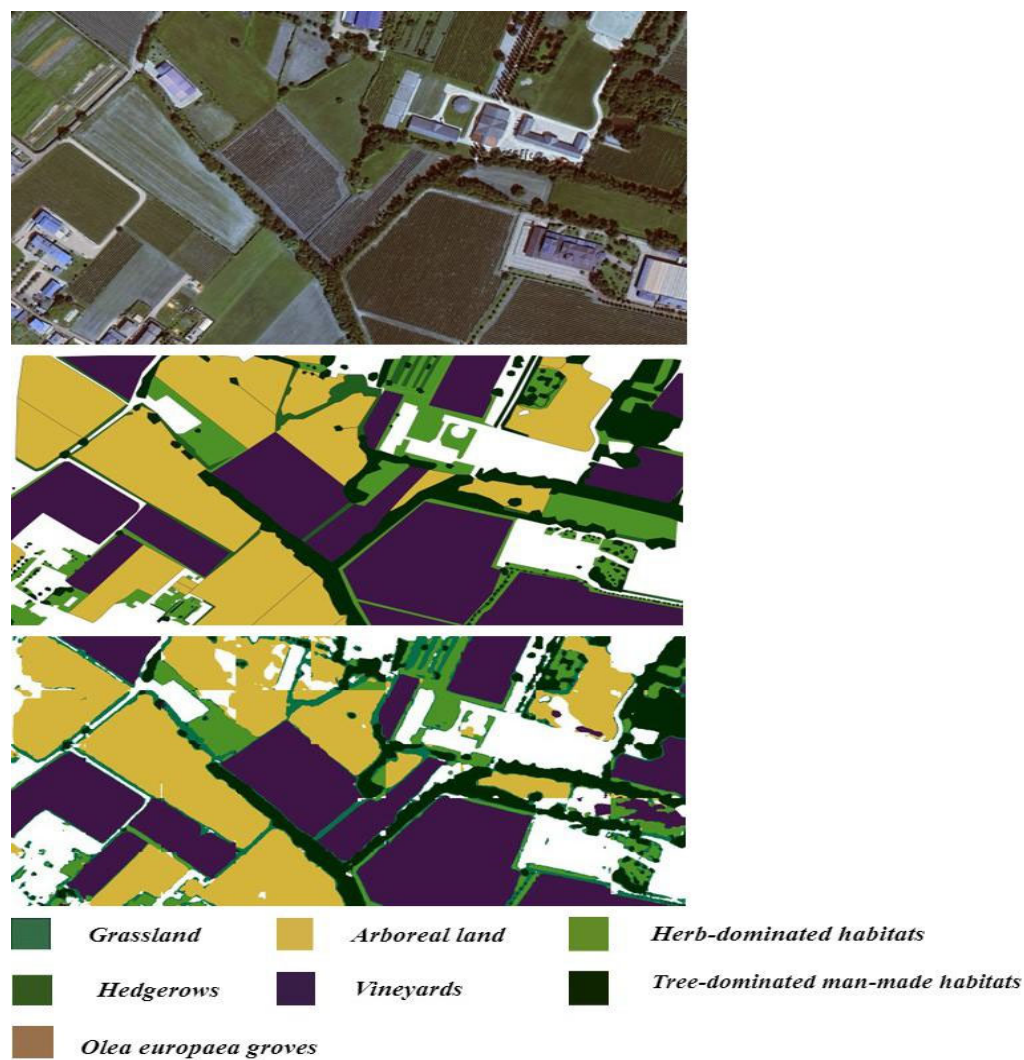 Grassland
Arboreal land
Herb-dominated habitats
Hedgerows
Vineyards
Tree-dominated man-made habitats
Olea europaea groves